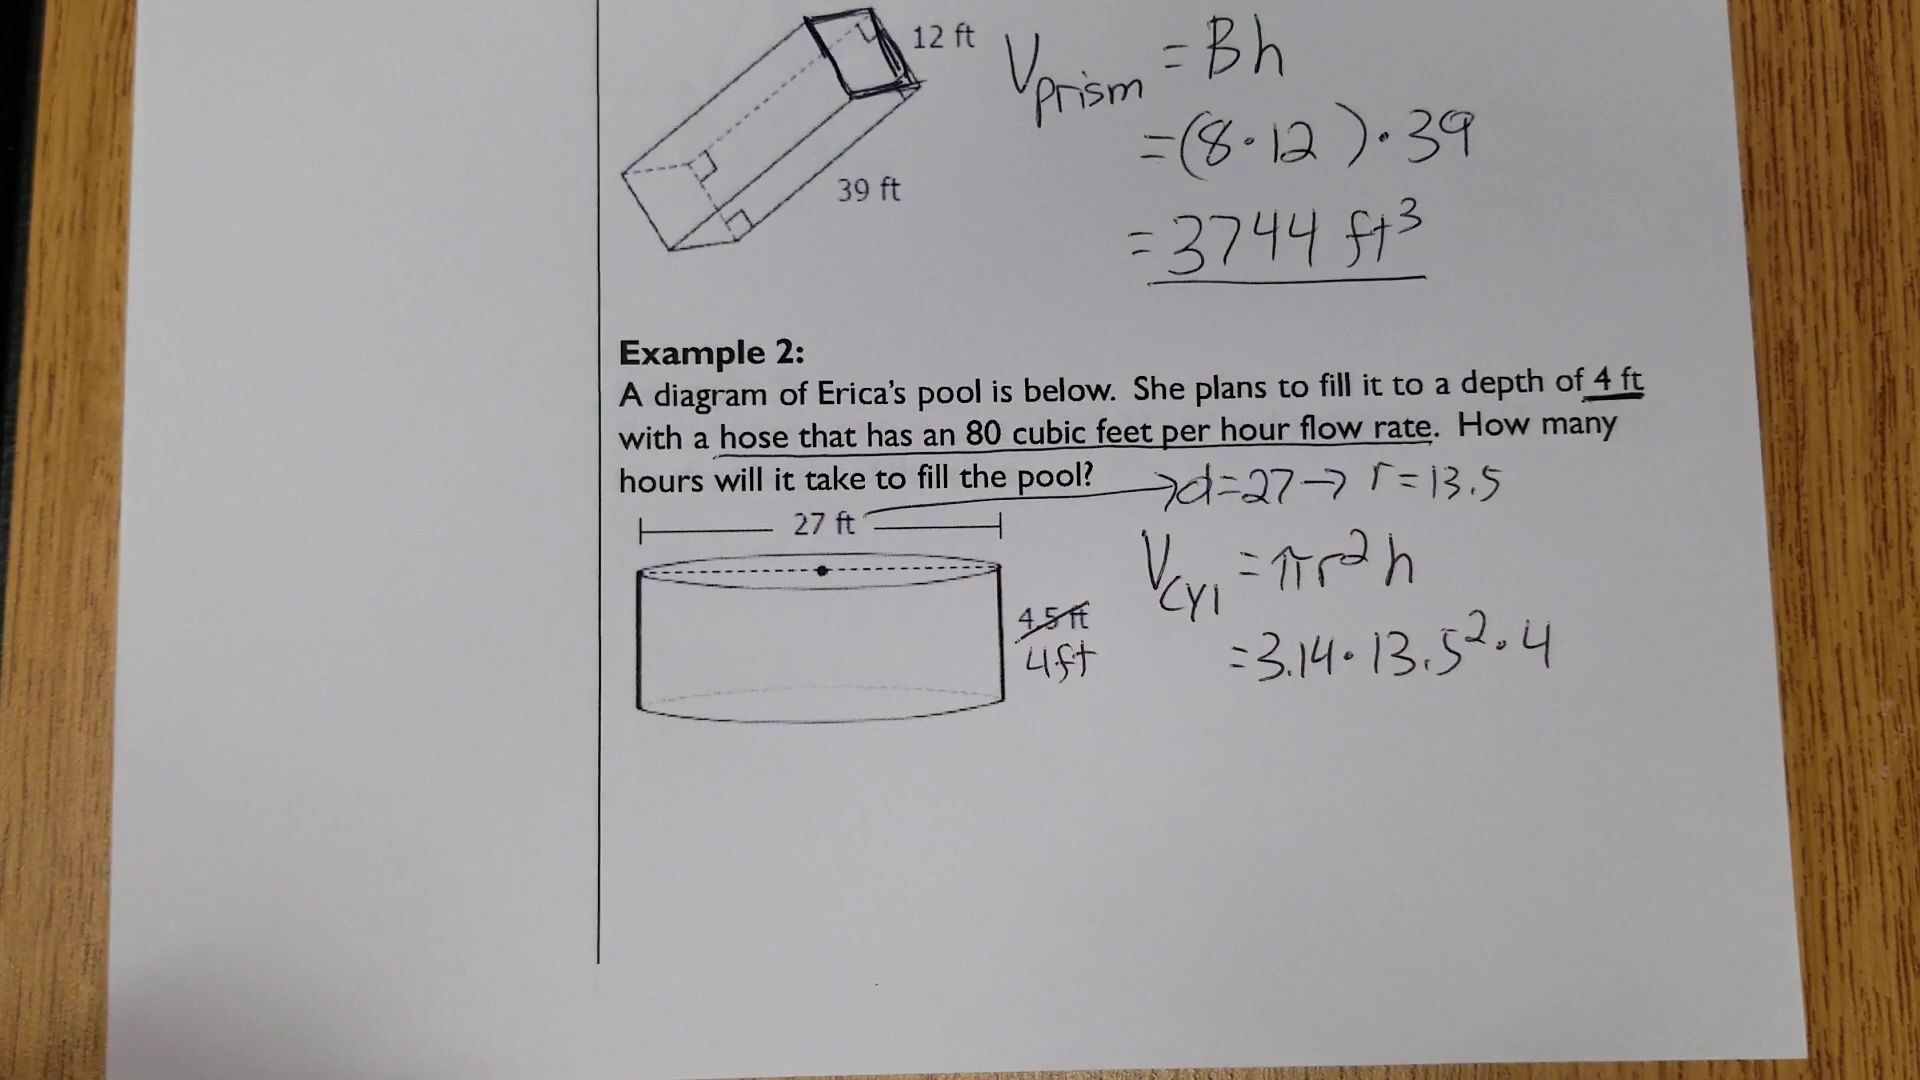 12 ft
V prism = Bh
= (8·12)·39
39 ft
= 3744 ft³
Example 2:
A diagram of Erica's pool is below. She plans to fill it to a depth of 4 ft
with a hose that has an 80 cubic feet per hour flow rate. How many
hours will it take to fill the pool?
→ d=27 → r=13.5
27 ft
V cyl = πr²h
4.5 ft
4ft
= 3.14·13.5²·4